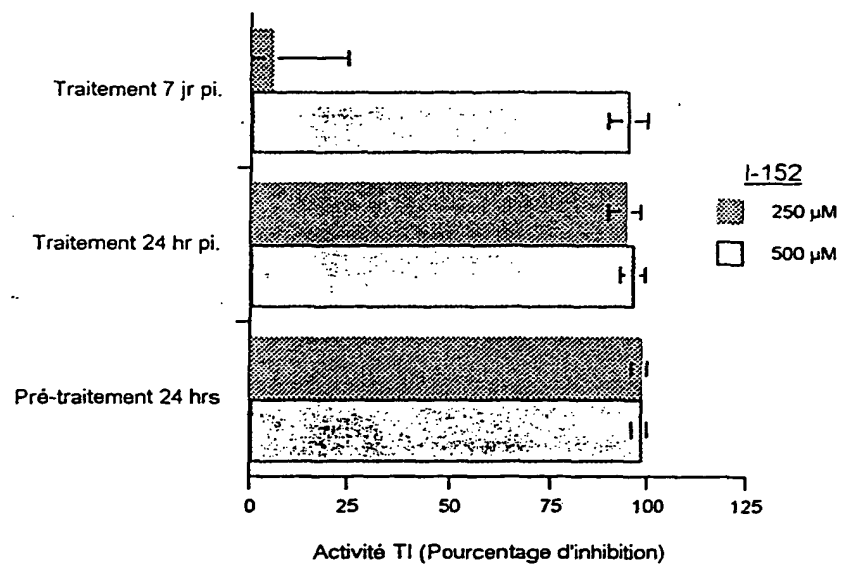 Traitement 7 jr pi.
Traitement 24 hr pi.
Pré-traitement 24 hrs
I-152
250 µM
500 µM
0 25 50 75 100 125
Activité TI (Pourcentage d'inhibition)